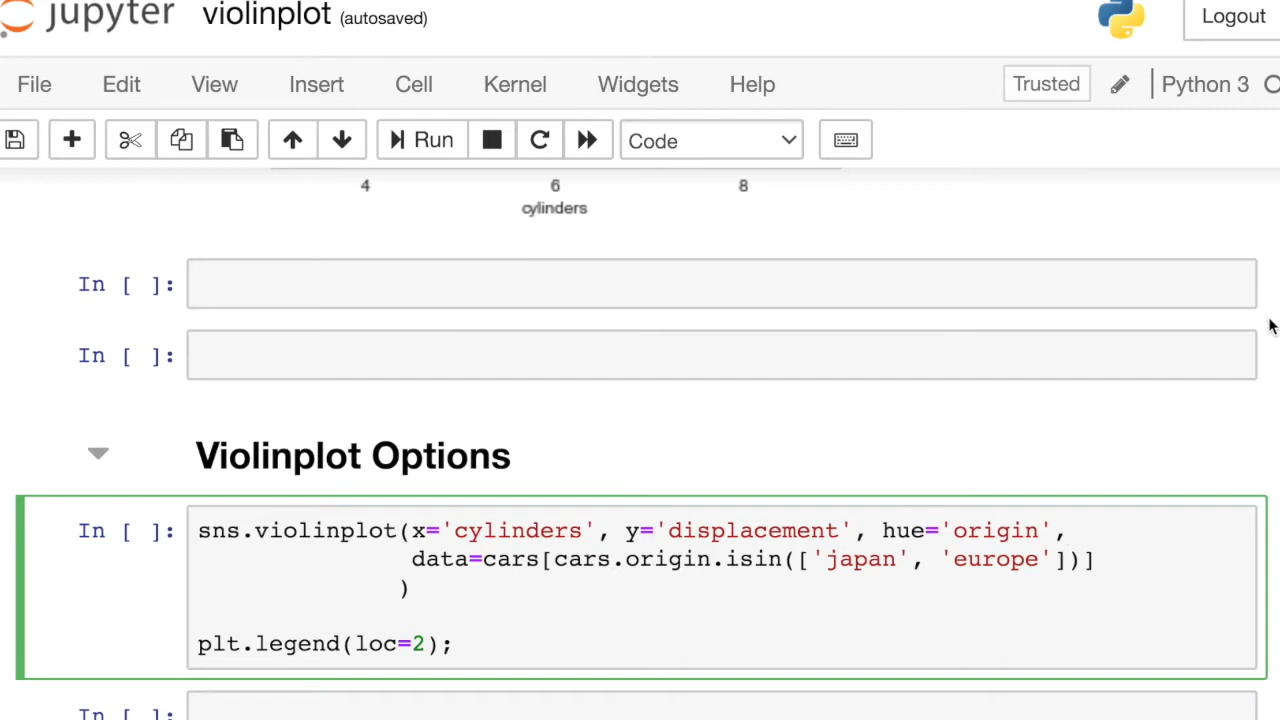 jupyter violinplot (autosaved) Logout
File Edit View Insert Cell Kernel Widgets Help Trusted Python 3
Run Code
4 6 8
cylinders
In [ ]:
In [ ]:
Violinplot Options
In [ ]: sns.violinplot(x='cylinders', y='displacement', hue='origin',
data=cars[cars.origin.isin(['japan', 'europe'])]
)
plt.legend(loc=2);
In [ ]: